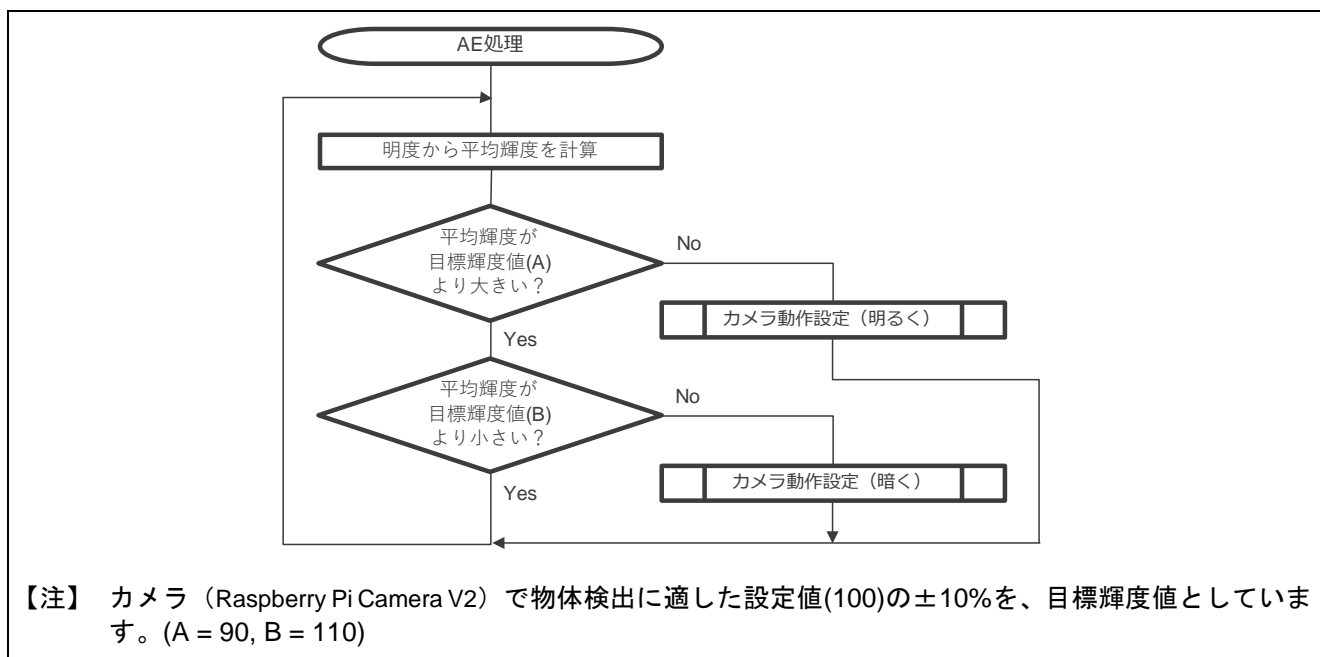 AE処理
明度から平均輝度を計算
平均輝度が
目標輝度値(A)
より大きい？
No
カメラ動作設定（明るく）
Yes
平均輝度が
目標輝度値(B)
より小さい？
No
カメラ動作設定（暗く）
Yes
【注】 カメラ（Raspberry Pi Camera V2）で物体検出に適した設定値(100)の±10%を、目標輝度値としていま
す。(A = 90, B = 110)